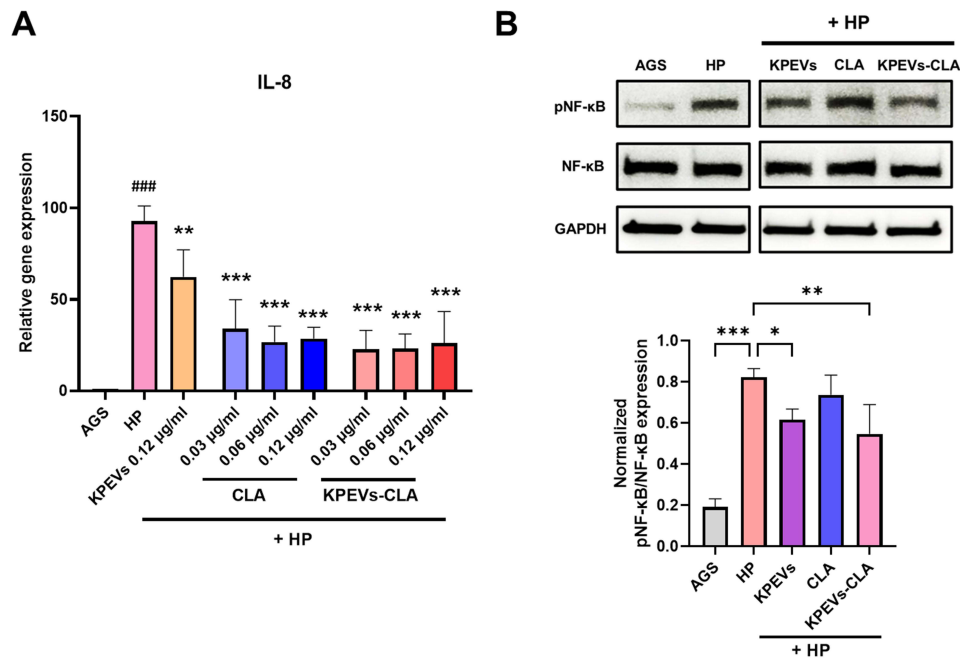 A
IL-8
Relative gene expression
150
100
50
0
###
**
***
***
***
***
***
***
AGS
HP
KPEVs 0.12 µg/ml
0.03 µg/ml
0.06 µg/ml
0.12 µg/ml
0.03 µg/ml
0.06 µg/ml
0.12 µg/ml
CLA
KPEVs-CLA
+ HP
B
+ HP
AGS
HP
KPEVs
CLA
KPEVs-CLA
pNF-κB
NF-κB
GAPDH
Normalized
pNF-κB/NF-κB expression
1.0
0.8
0.6
0.4
0.2
0.0
**
***
*
AGS
HP
KPEVs
CLA
KPEVs-CLA
+ HP